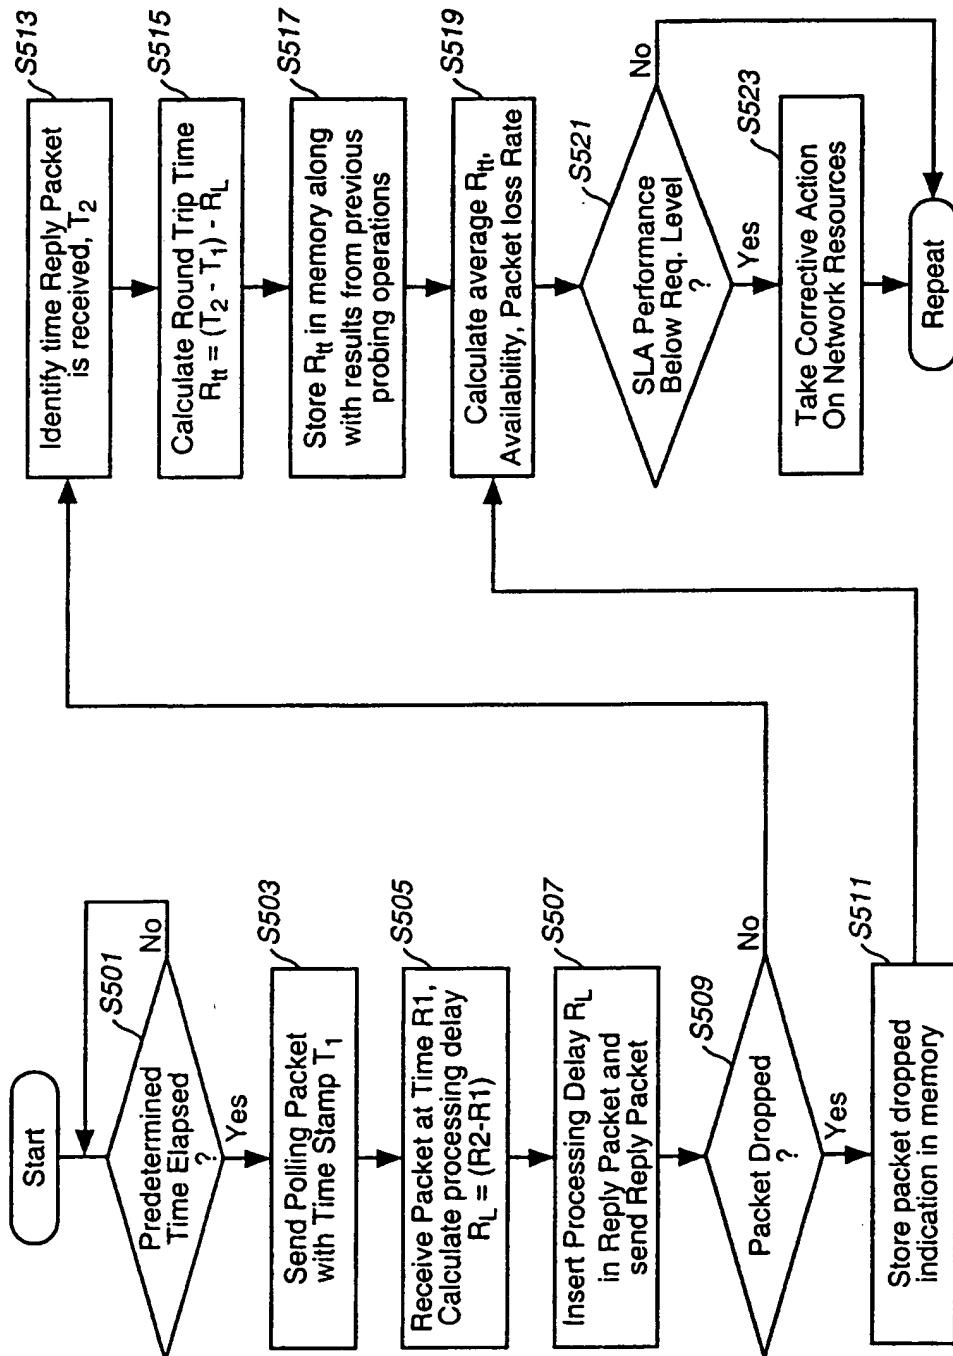 Start
S501
Predetermined
Time Elapsed
?
No
Yes
S503
Send Polling Packet
with Time Stamp T1
S505
Receive Packet at Time R1,
Calculate processing delay
RL = (R2-R1)
S507
Insert Processing Delay RL
in Reply Packet and
send Reply Packet
S509
Packet Dropped
?
No
Yes
S511
Store packet dropped
indication in memory
S513
Identify time Reply Packet
is received, T2
S515
Calculate Round Trip Time
Rtt = (T2 - T1) - RL
S517
Store Rtt in memory along
with results from previous
probing operations
S519
Calculate average Rtt,
Availability, Packet loss Rate
S521
SLA Performance
Below Req. Level
?
No
Yes
S523
Take Corrective Action
On Network Resources
Repeat